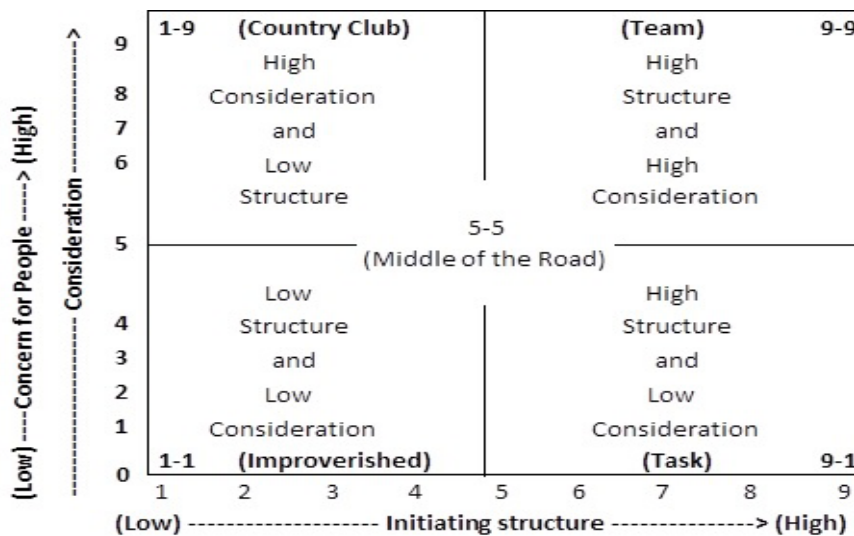 1-9 (Country Club) (Team) 9-9
9
High High
8
Consideration Structure
7
and and
6
Low High
Structure Consideration
5-5
5
(Middle of the Road)
Low High
4
Structure Structure
3
and and
2
Low Low
1
Consideration Consideration
1-1 (Improverished) (Task) 9-1
0
1 2 3 4 5 6 7 8 9
(Low) -------------------- Initiating structure ---------------> (High)
(Low) ----Concern for People -----> (High)
------------------- Consideration ------------------->